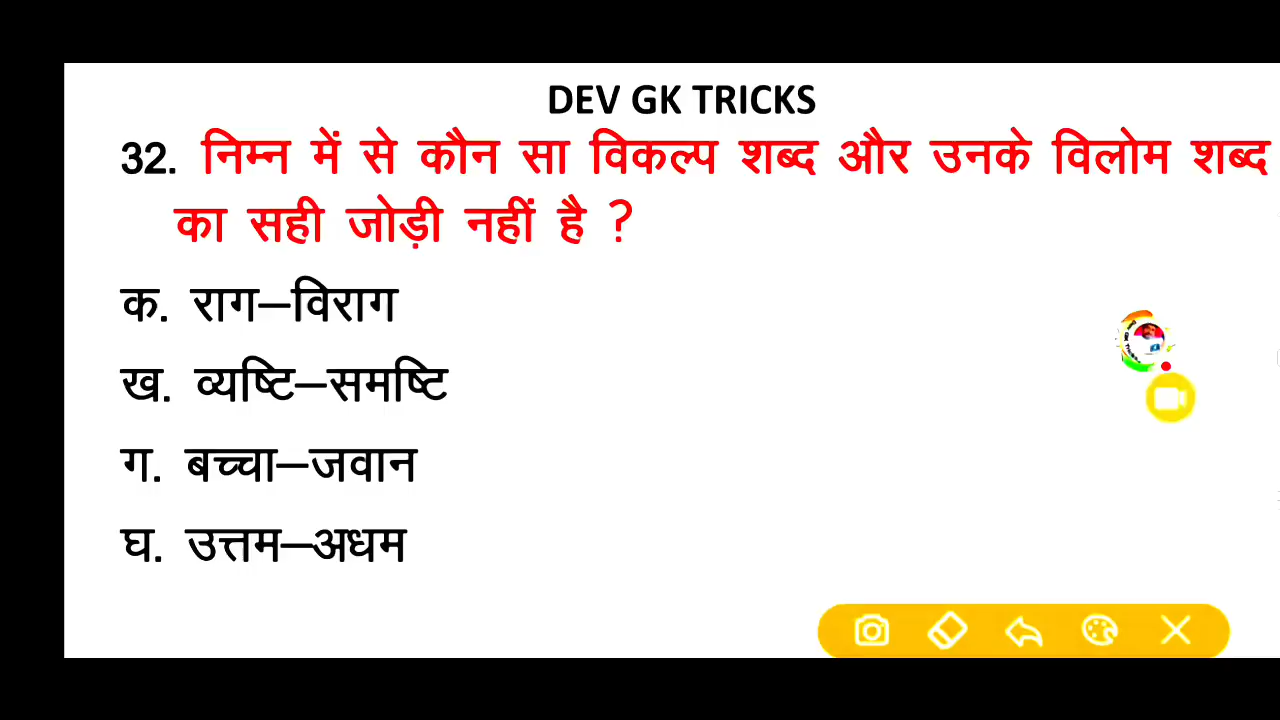 DEV GK TRICKS
32. निम्न में से कौन सा विकल्प शब्द और उनके विलोम शब्द
का सही जोड़ी नहीं है ?
क. राग–विराग
ख. व्यष्टि–समष्टि
ग. बच्चा–जवान
घ. उत्तम–अधम